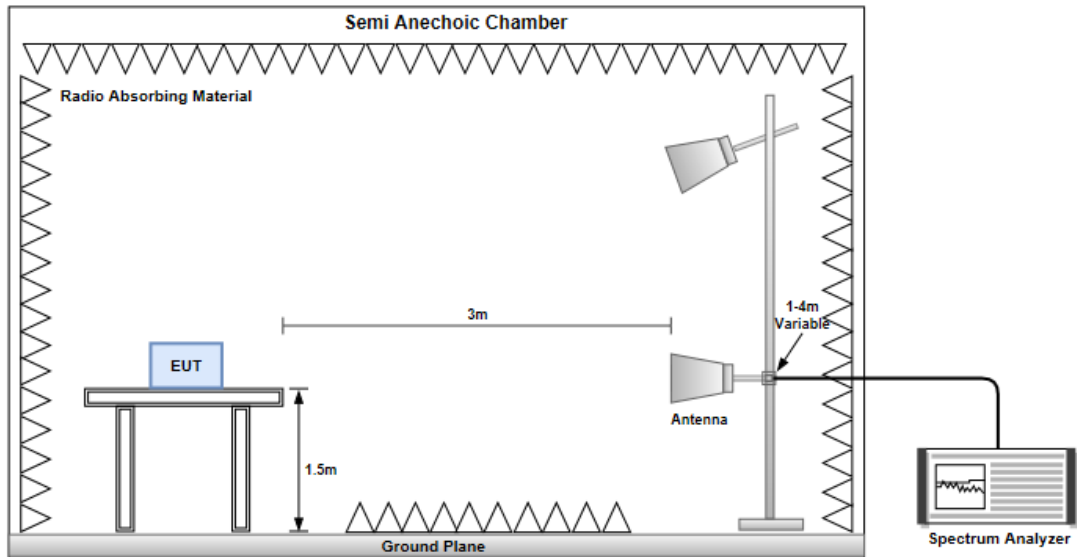 Semi Anechoic Chamber
Radio Absorbing Material
3m
1-4m
Variable
EUT
Antenna
1.5m
Ground Plane
Spectrum Analyzer